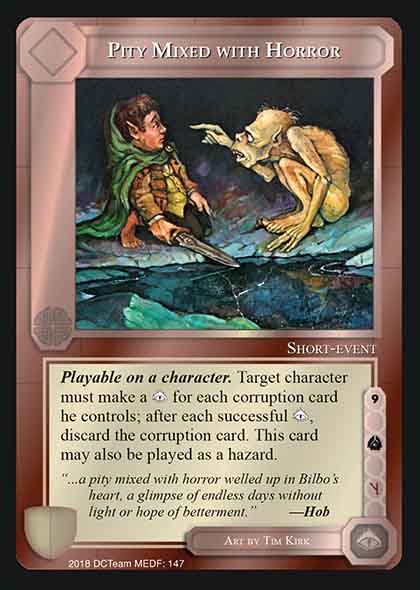 PITY MIXED WITH HORROR
SHORT-EVENT
Playable on a character. Target character
must make a for each corruption card
he controls; after each successful ,
discard the corruption card. This card
may also be played as a hazard.
9
“...a pity mixed with horror welled up in Bilbo’s
heart, a glimpse of endless days without
light or hope of betterment.” —Hob
ART BY TIM KIRK
2018 DCTeam MEDF: 147